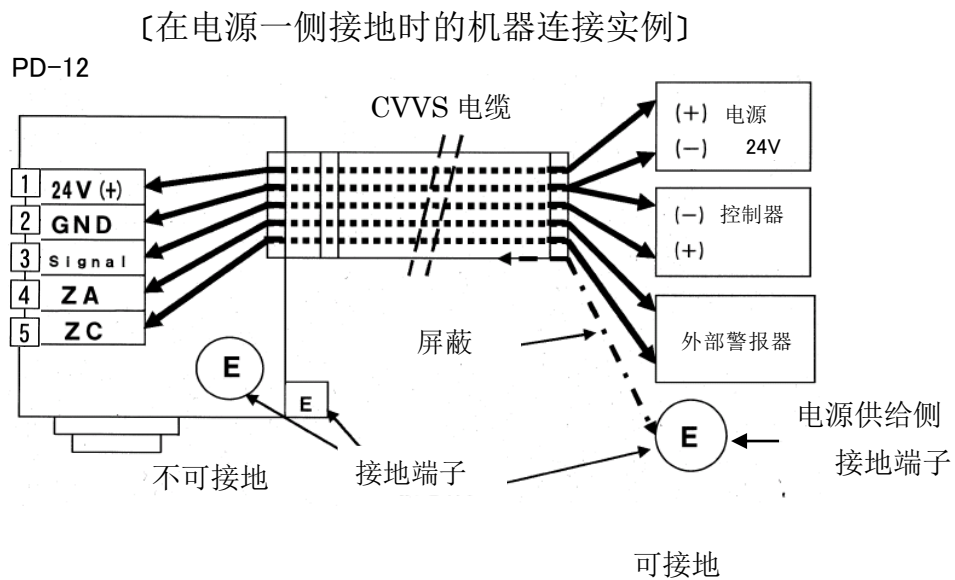 〔在电源一侧接地时的机器连接实例〕
PD-12
CVVS 电缆
(+) 电源
(-) 24V
1 24V (+)
2 GND
3 Signal
4 ZA
5 ZC
(-) 控制器
(+)
外部警报器
屏蔽
E
E
E
电源供给侧
接地端子
不可接地
接地端子
可接地